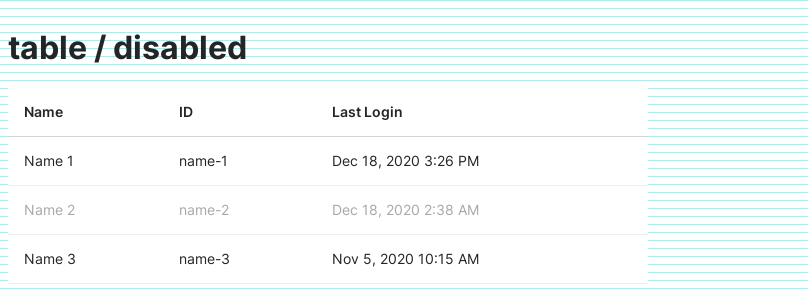 table / disabled
Name ID Last Login
Name 1 name-1 Dec 18, 2020 3:26 PM
Name 2 name-2 Dec 18, 2020 2:38 AM
Name 3 name-3 Nov 5, 2020 10:15 AM